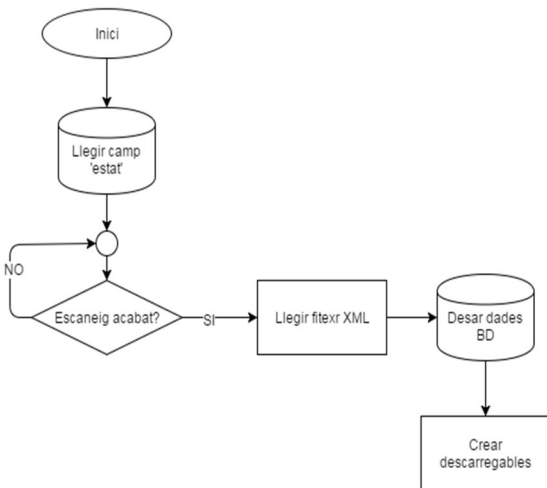 Inici
Llegir camp
'estat'
NO
Escaneig acabat?
SI
Llegir fitexr XML
Desar dades
BD
Crear
descarregables